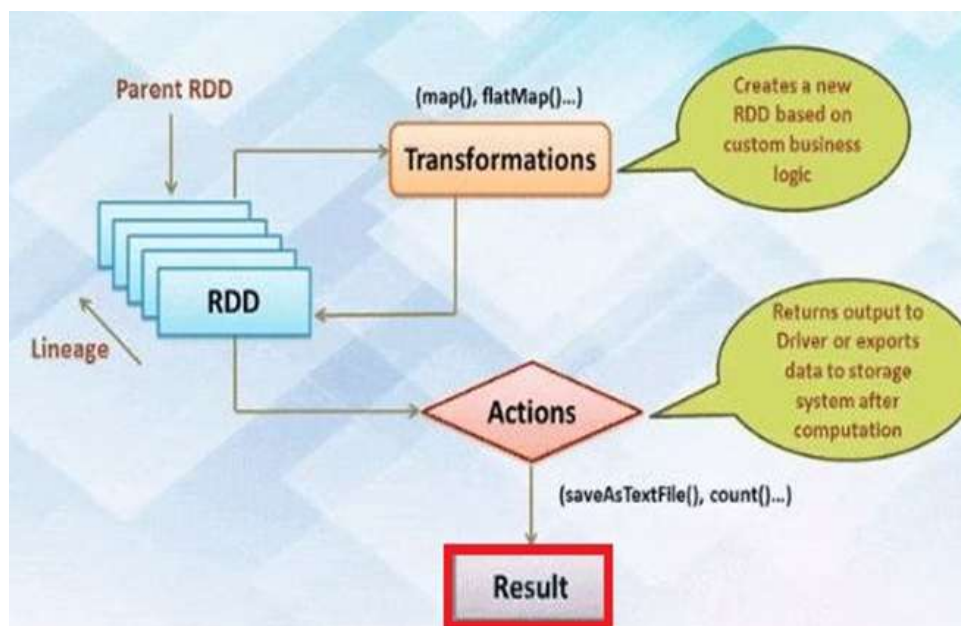 Parent RDD
(map(), flatMap()...)
Transformations
Creates a new
RDD based on
custom business
logic
RDD
Lineage
Returns output to
Driver or exports
data to storage
system after
computation
Actions
(saveAsTextFile(), count()...)
Result